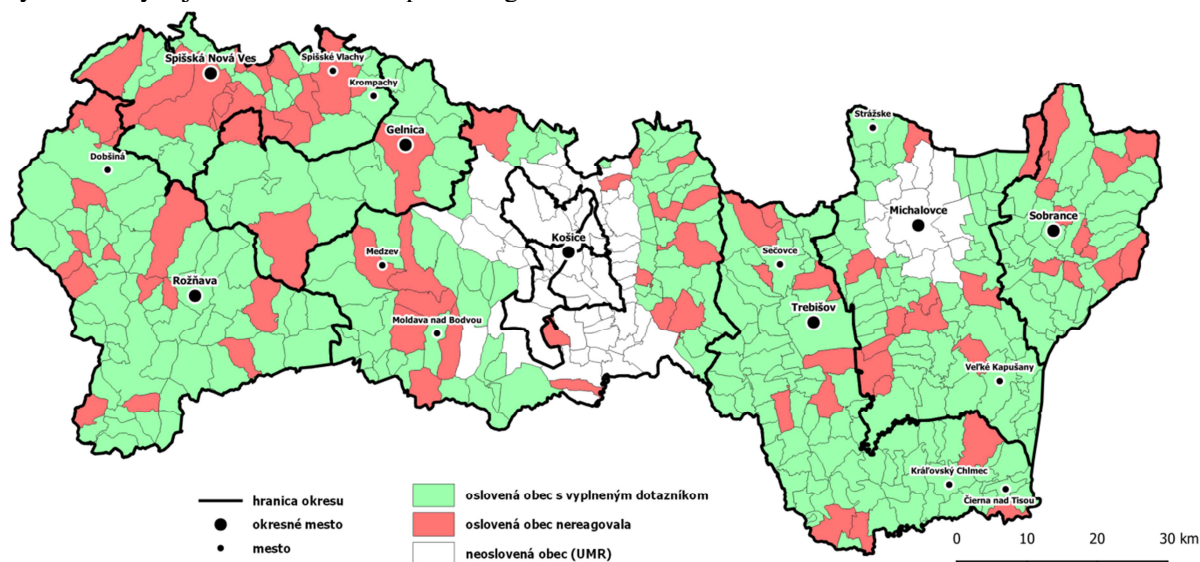 Spišské Vlachy
Spišská Nová Ves
Krompachy
Strážske
Gelnica
Dobšiná
Michalovce
Sobrance
Košice
Medzev
Sečovce
Rožňava
Trebišov
Moldava nad Bodvou
Veľké Kapušany
Kráľovský Chlmec
Čierna nad Tisou
hranica okresu
okresné mesto
mesto
oslovená obec s vyplneným dotazníkom
oslovená obec nereagovala
neoslovená obec (UMR)
0 10 20 30 km